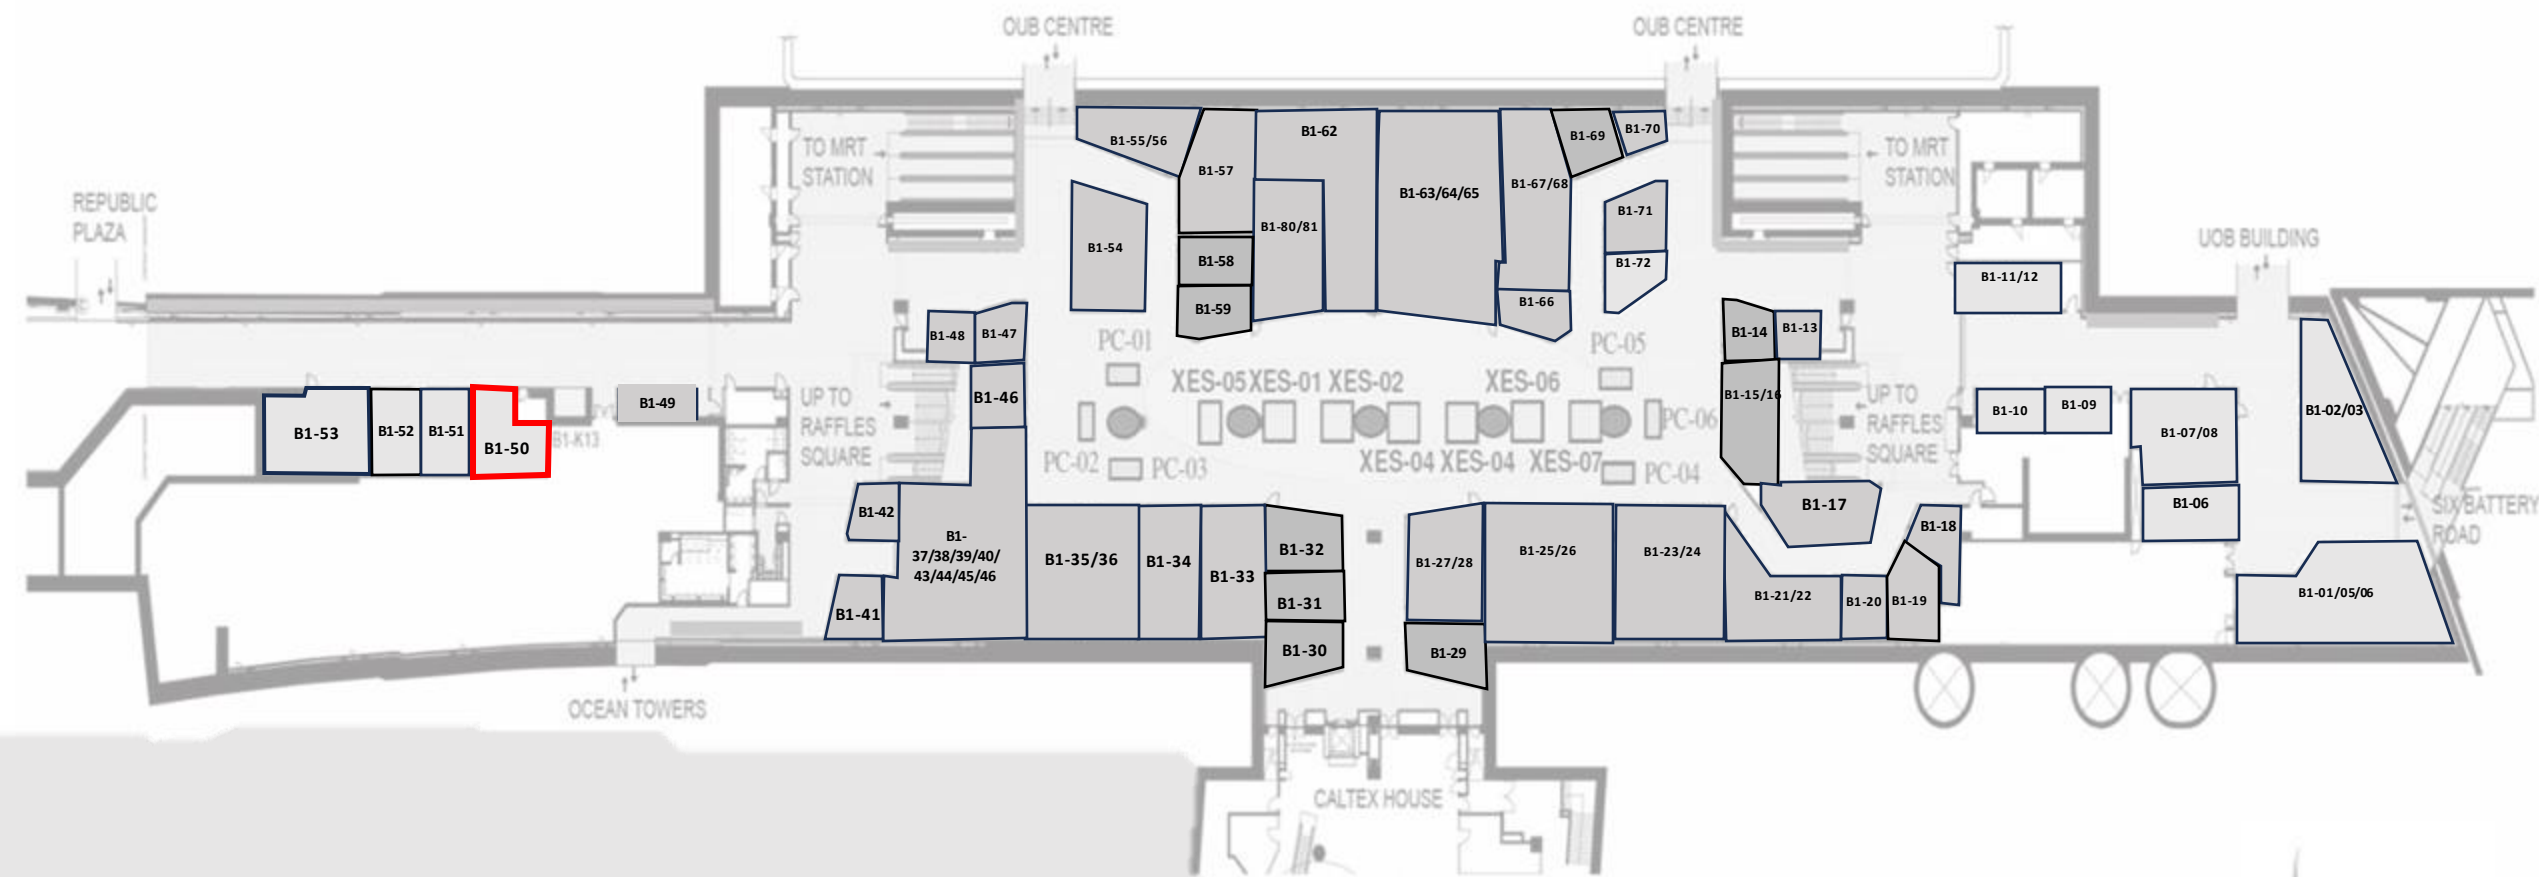 OUB CENTRE
OUB CENTRE
TO MRT
STATION
B1-55/56
B1-57
B1-62
B1-63/64/65
B1-67/68
B1-69
B1-70
TO MRT
STATION
REPUBLIC
PLAZA
B1-54
B1-58
B1-59
B1-80/81
B1-66
B1-71
B1-72
UOB BUILDING
B1-11/12
B1-48
B1-47
B1-46
PC-01
PC-02
PC-03
XES-05
XES-01
XES-02
XES-06
XES-04
XES-04
XES-07
PC-05
PC-06
PC-04
B1-14
B1-13
B1-15/16
B1-53
B1-52
B1-51
B1-50
B1-K13
B1-49
UP TO
RAFFLES
SQUARE
UP TO
RAFFLES
SQUARE
B1-10
B1-09
B1-07/08
B1-02/03
B1-06
SIX BATTERY
ROAD
B1-42
B1-
37/38/39/40/
43/44/45/46
B1-41
B1-35/36
B1-34
B1-33
B1-32
B1-31
B1-30
B1-27/28
B1-29
B1-25/26
B1-23/24
B1-21/22
B1-20
B1-19
B1-18
B1-17
B1-01/05/06
OCEAN TOWERS
CALTEX HOUSE